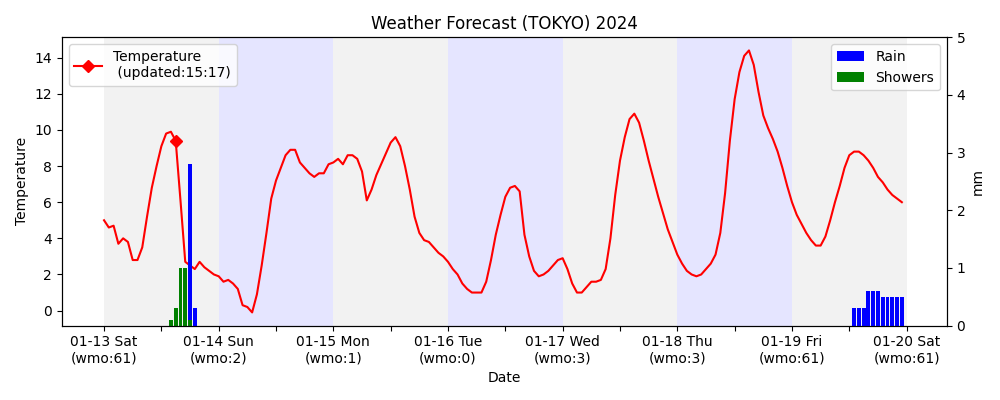 Weather Forecast (TOKYO) 2024
Temperature
(updated:15:17)
Rain
Showers
Temperature
14
12
10
8
6
4
2
0
5
4
3
2
1
0
mm
01-13 Sat
(wmo:61)
01-14 Sun
(wmo:2)
01-15 Mon
(wmo:1)
01-16 Tue
(wmo:0)
01-17 Wed
(wmo:3)
01-18 Thu
(wmo:3)
01-19 Fri
(wmo:61)
01-20 Sat
(wmo:61)
Date